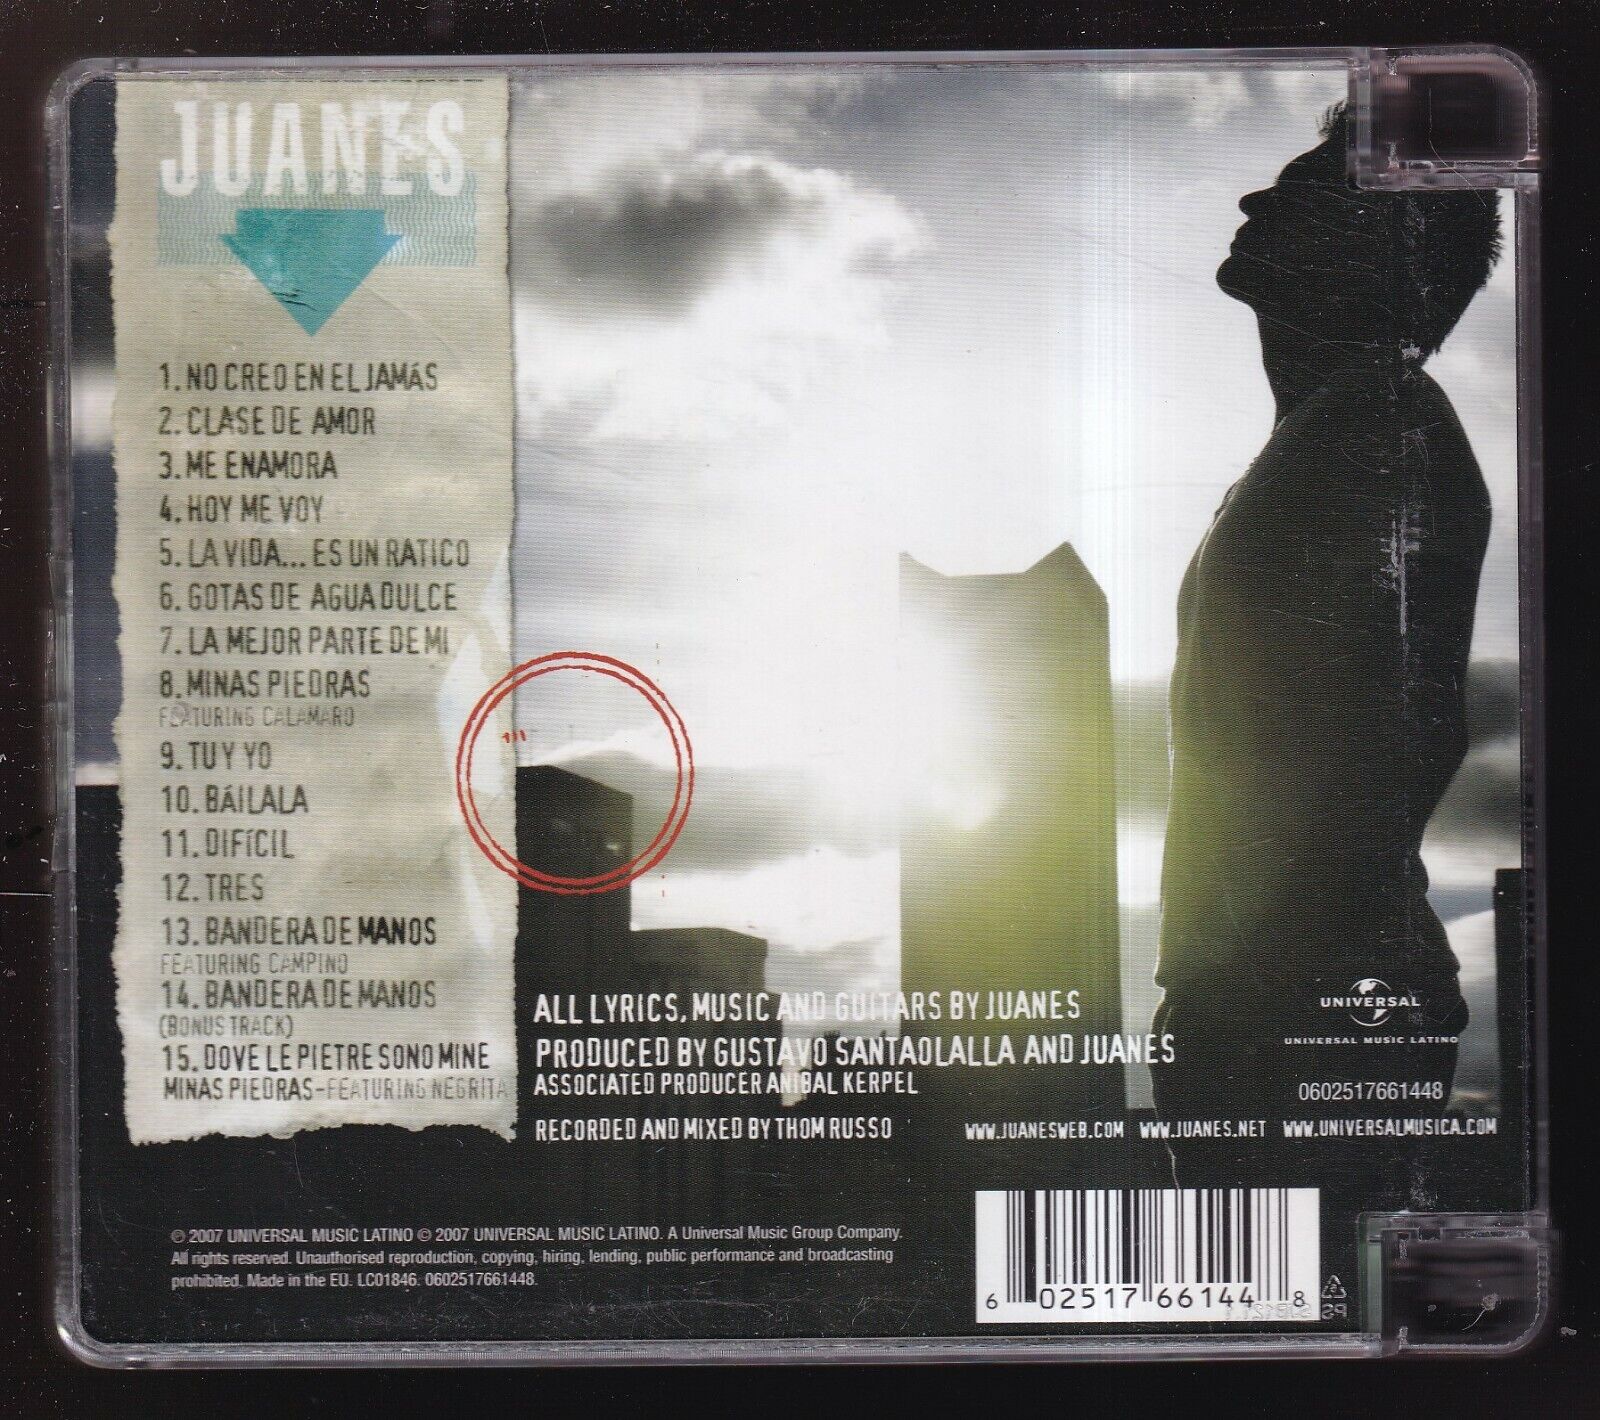 JUANES
1. NO CREO EN EL JAMÁS
2. CLASE DE AMOR
3. ME ENAMORA
4. HOY ME VOY
5. LA VIDA... ES UN RATICO
6. GOTAS DE AGUA DULCE
7. LA MEJOR PARTE DE MI
8. MINAS PIEDRAS
FEATURING CALAMARO
9. TU Y YO
10. BÁILALA
11. DIFÍCIL
12. TRES
13. BANDERA DE MANOS
FEATURING CAMPINO
14. BANDERA DE MANOS
(BONUS TRACK)
15. DOVE LE PIETRE SONO MINE
MINAS PIEDRAS-FEATURING NEGRITA
ALL LYRICS, MUSIC AND GUITARS BY JUANES
PRODUCED BY GUSTAVO SANTAOLALLA AND JUANES
ASSOCIATED PRODUCER ANIBAL KERPEL
RECORDED AND MIXED BY THOM RUSSO
UNIVERSAL
UNIVERSAL MUSIC LATINO
0602517661448
WWW.JUANESWEB.COM WWW.JUANES.NET WWW.UNIVERSALMUSICA.COM
℗ 2007 UNIVERSAL MUSIC LATINO © 2007 UNIVERSAL MUSIC LATINO. A Universal Music Group Company.
All rights reserved. Unauthorised reproduction, copying, hiring, lending, public performance and broadcasting
prohibited. Made in the EU. LC01846. 0602517661448.
6 02517 66144 8
PS